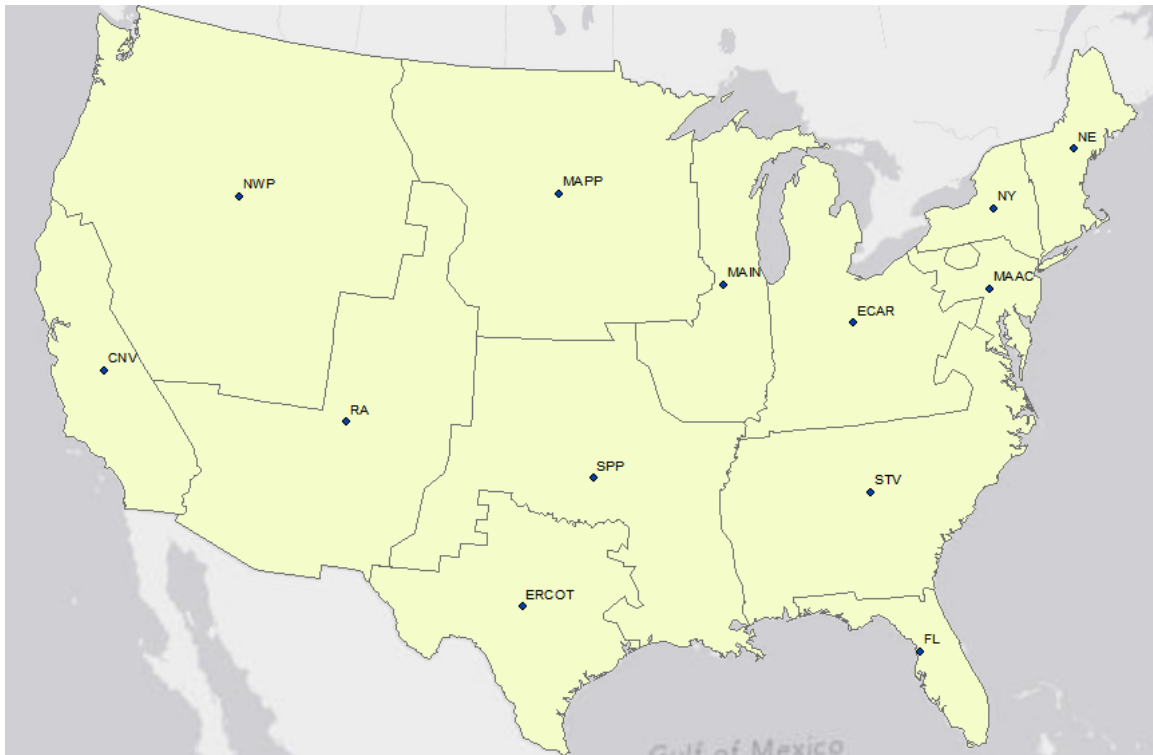 NE
NWP
MAPP
NY
MAIN
MAAC
ECAR
CNV
RA
SPP
STV
ERCOT
FL
Gulf of Mexico